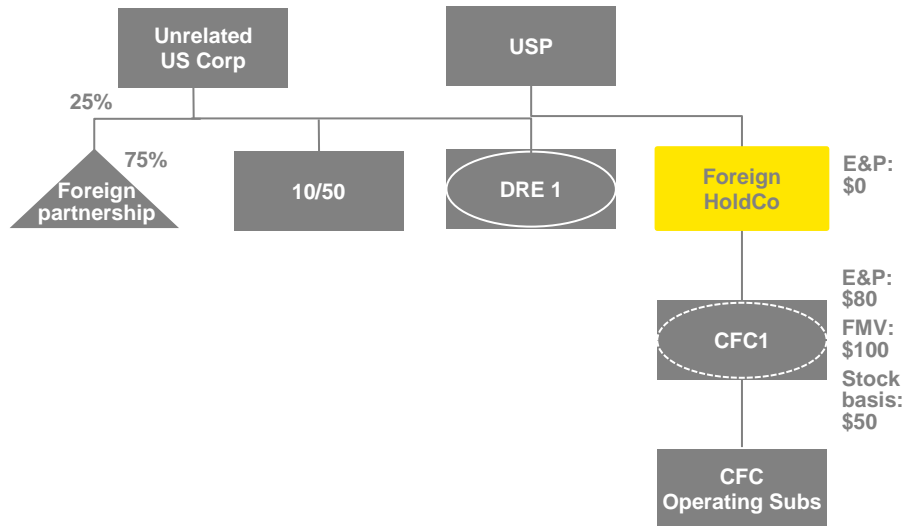 Unrelated
US Corp
USP
25%
75%
Foreign
partnership
10/50
DRE 1
Foreign
HoldCo
E&P:
$0
CFC1
E&P:
$80
FMV:
$100
Stock
basis:
$50
CFC
Operating Subs